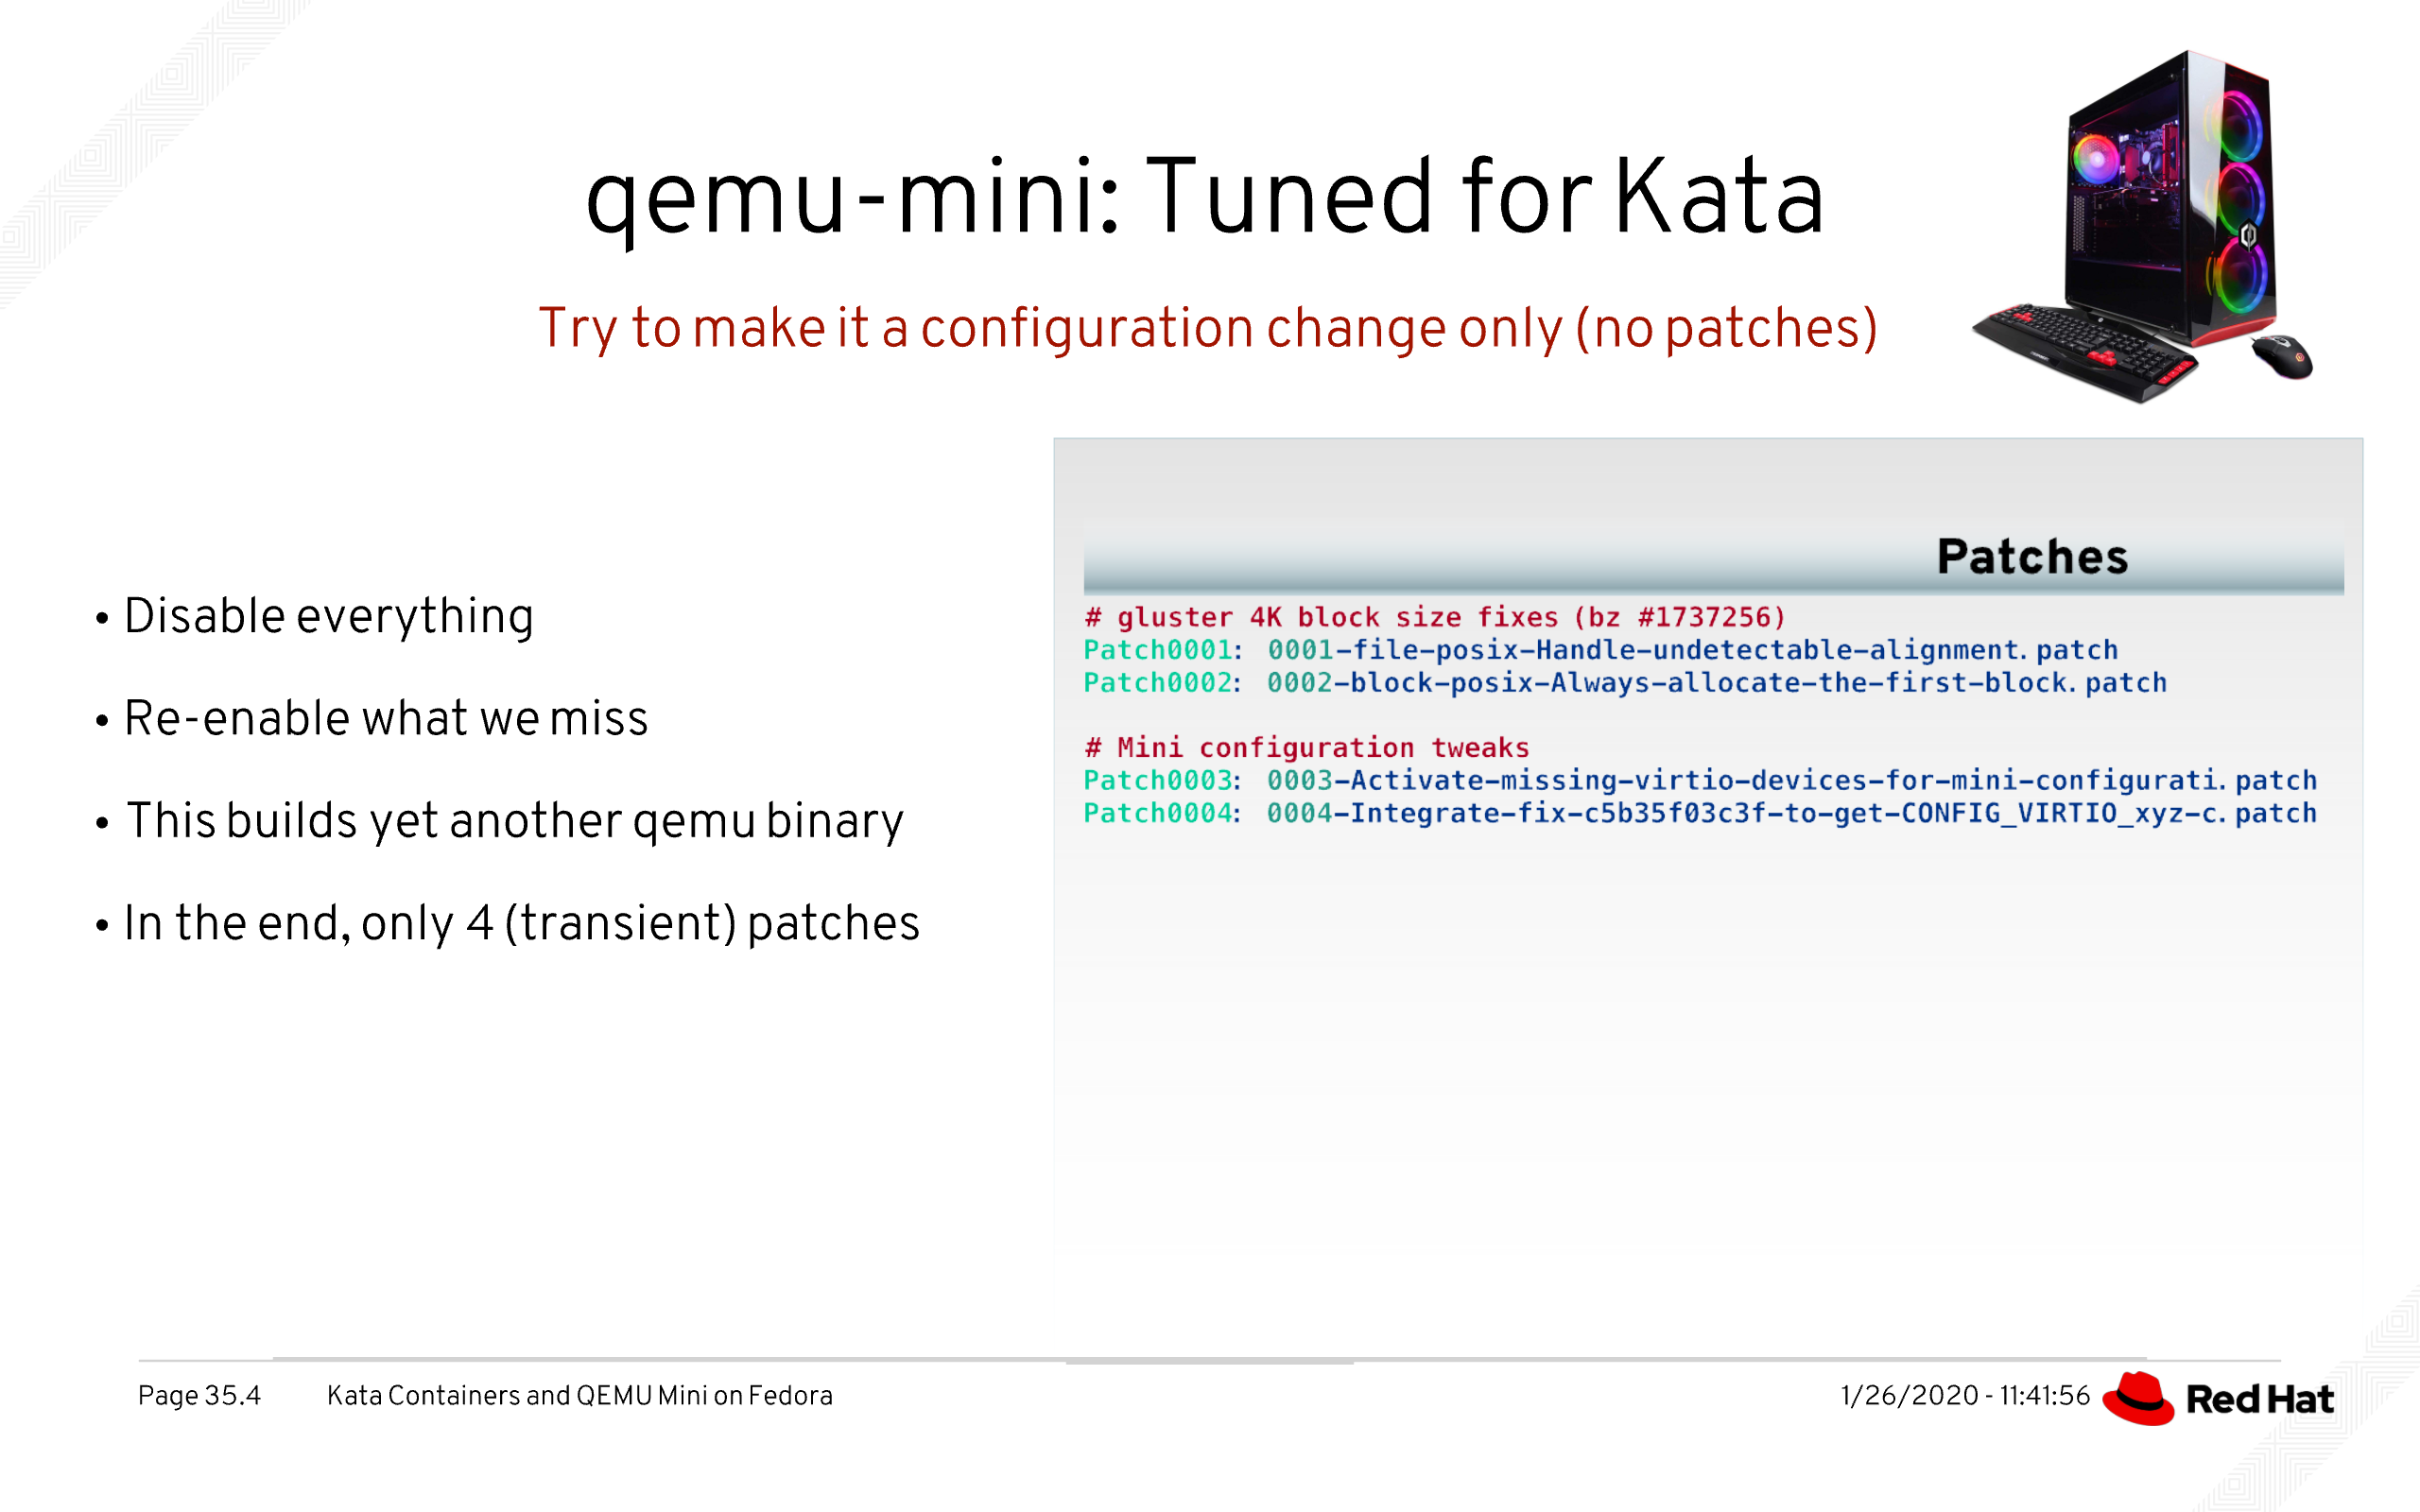 qemu-mini: Tuned for Kata
Try to make it a configuration change only (no patches)
• Disable everything
• Re-enable what we miss
• This builds yet another qemu binary
• In the end, only 4 (transient) patches
Patches
# gluster 4K block size fixes (bz #1737256)
Patch0001: 0001-file-posix-Handle-undetectable-alignment.patch
Patch0002: 0002-block-posix-Always-allocate-the-first-block.patch
# Mini configuration tweaks
Patch0003: 0003-Activate-missing-virtio-devices-for-mini-configurati.patch
Patch0004: 0004-Integrate-fix-c5b35f03c3f-to-get-CONFIG_VIRTIO_xyz-c.patch
Page 35.4 Kata Containers and QEMU Mini on Fedora 1/26/2020 - 11:41:56 Red Hat